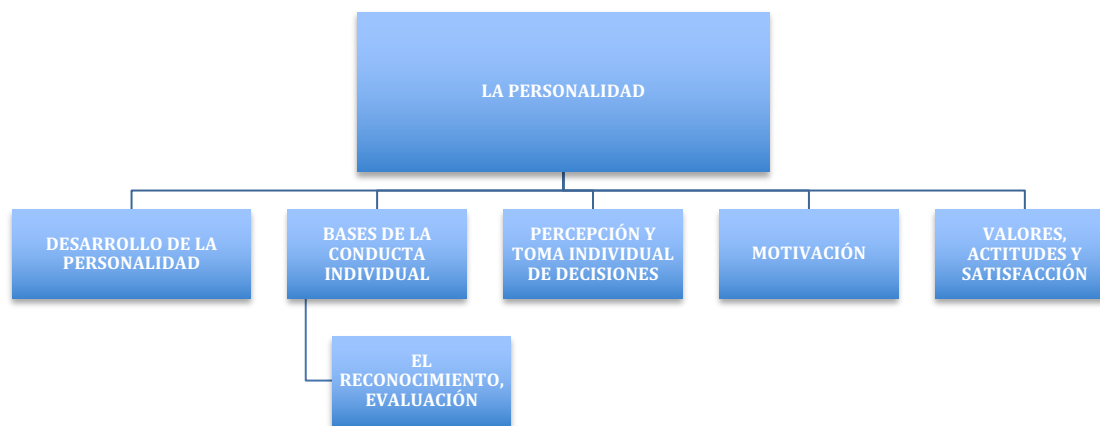 LA PERSONALIDAD
DESARROLLO DE LA
PERSONALIDAD
BASES DE LA
CONDUCTA
INDIVIDUAL
PERCEPCIÓN Y
TOMA INDIVIDUAL
DE DECISIONES
MOTIVACIÓN
VALORES,
ACTITUDES Y
SATISFACCIÓN
EL
RECONOCIMIENTO,
EVALUACIÓN